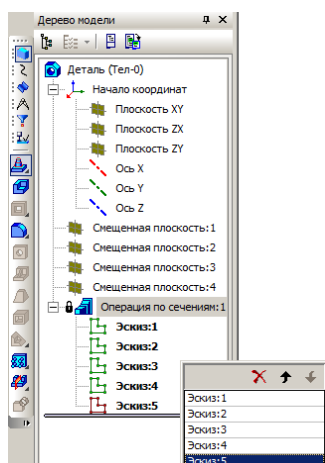 Дерево модели
Деталь (Тел-0)
Начало координат
Плоскость XY
Плоскость ZX
Плоскость ZY
Ось X
Ось Y
Ось Z
Смещенная плоскость:1
Смещенная плоскость:2
Смещенная плоскость:3
Смещенная плоскость:4
Операция по сечениям:1
Эскиз:1
Эскиз:2
Эскиз:3
Эскиз:4
Эскиз:5
Эскиз:1
Эскиз:2
Эскиз:3
Эскиз:4
Эскиз:5